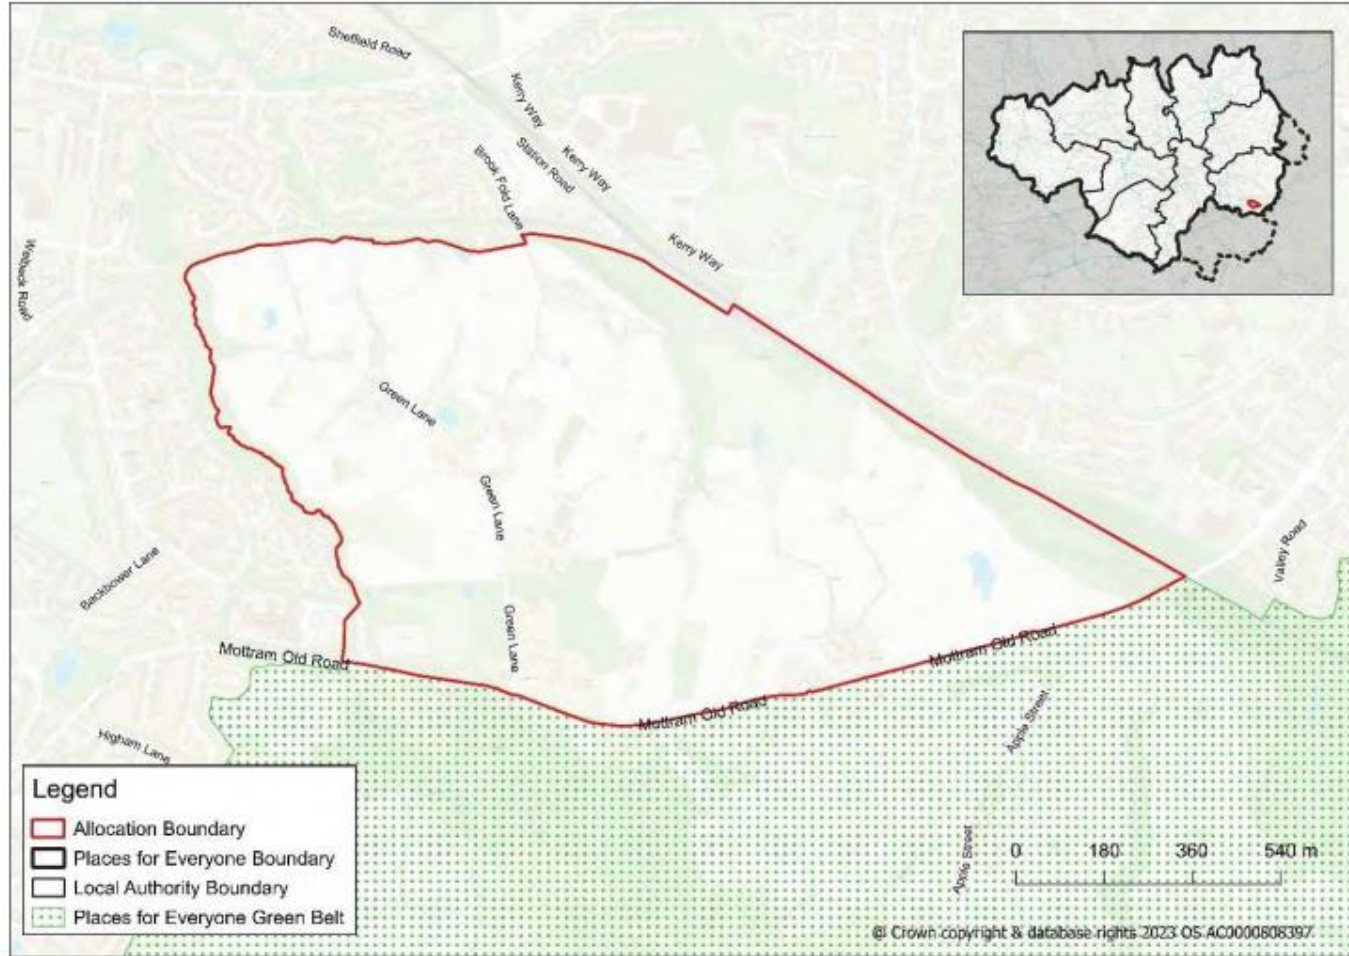 Sheffield Road
Kerry Way
Station Road
Kerry Way
Brook Fold Lane
Kerry Way
Welbeck Road
Green Lane
Green Lane
Backbower Lane
Valley Road
Green Lane
Mottram Old Road
Mottram Old Road
Mottram Old Road
Apple Street
Higham Lane
Apple Street
Legend
Allocation Boundary
Places for Everyone Boundary
Local Authority Boundary
Places for Everyone Green Belt
0 180 360 540 m
@ Crown copyright & database rights 2023 OS AC0000808397